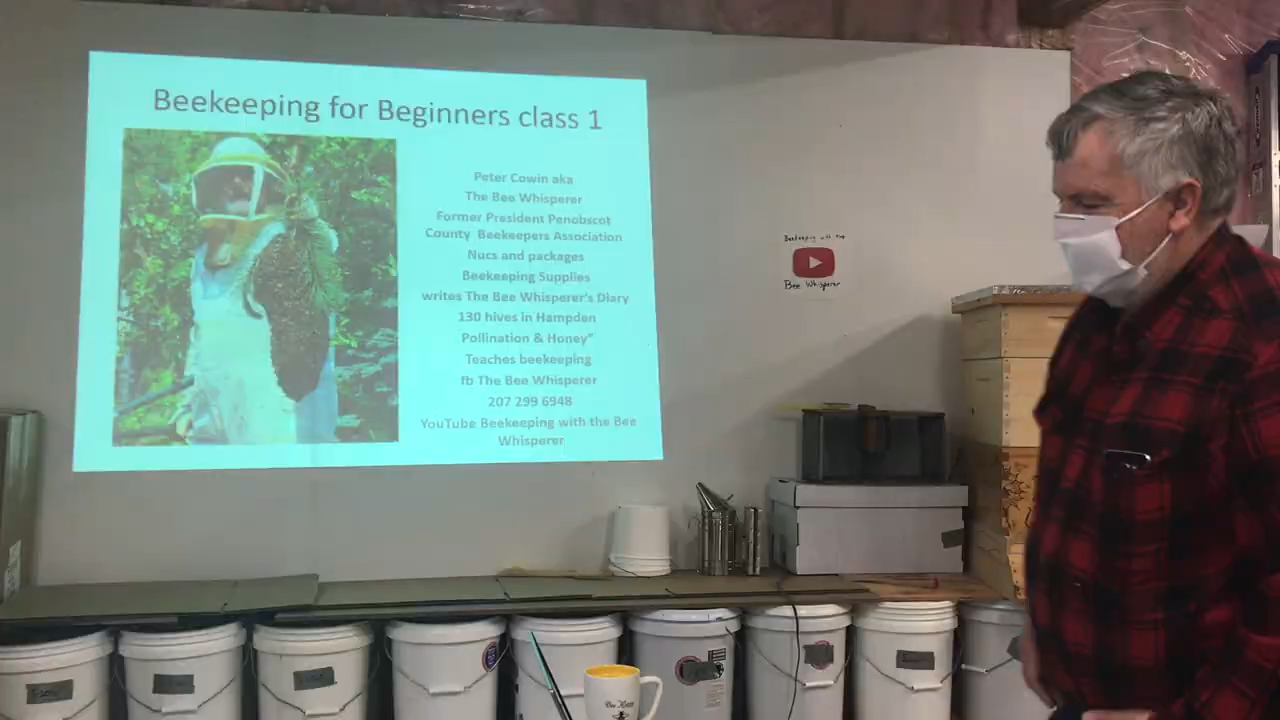 Beekeeping for Beginners class 1
Peter Cowin aka
The Bee Whisperer
Former President Penobscot
County Beekeepers Association
Nucs and packages
Beekeeping Supplies
writes The Bee Whisperer's Diary
130 hives in Hampden
Pollination & Honey"
Teaches beekeeping
fb The Bee Whisperer
207 299 6948
YouTube Beekeeping with the Bee
Whisperer
Beekeeping with the
Bee Whisperer